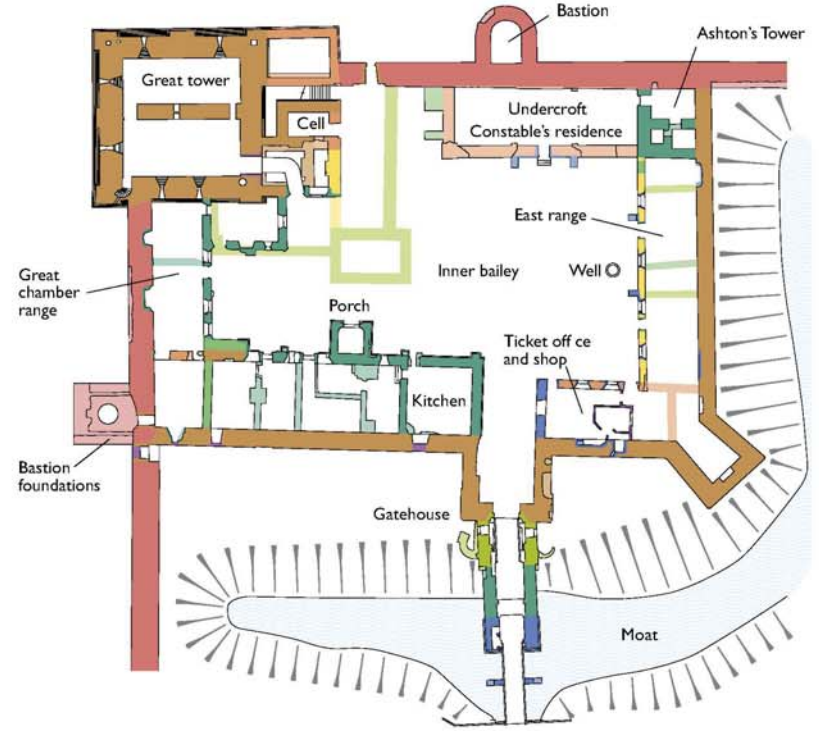 Bastion
Ashton's Tower
Great tower
Undercroft
Constable's residence
Cell
East range
Great
chamber
range
Inner bailey
Well
Porch
Ticket off ce
and shop
Kitchen
Bastion
foundations
Gatehouse
Moat